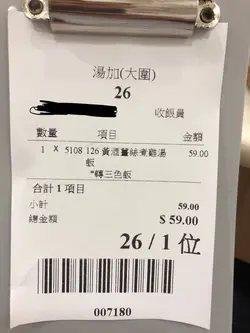 湯加(大圍)
26
收銀員
數量 項目 金額
1 X 5108 126 黃酒薑絲煮雞湯 59.00
飯
*轉三色飯
合計 1 項目
小計 59.00
總金額 $ 59.00
26 / 1 位
007180